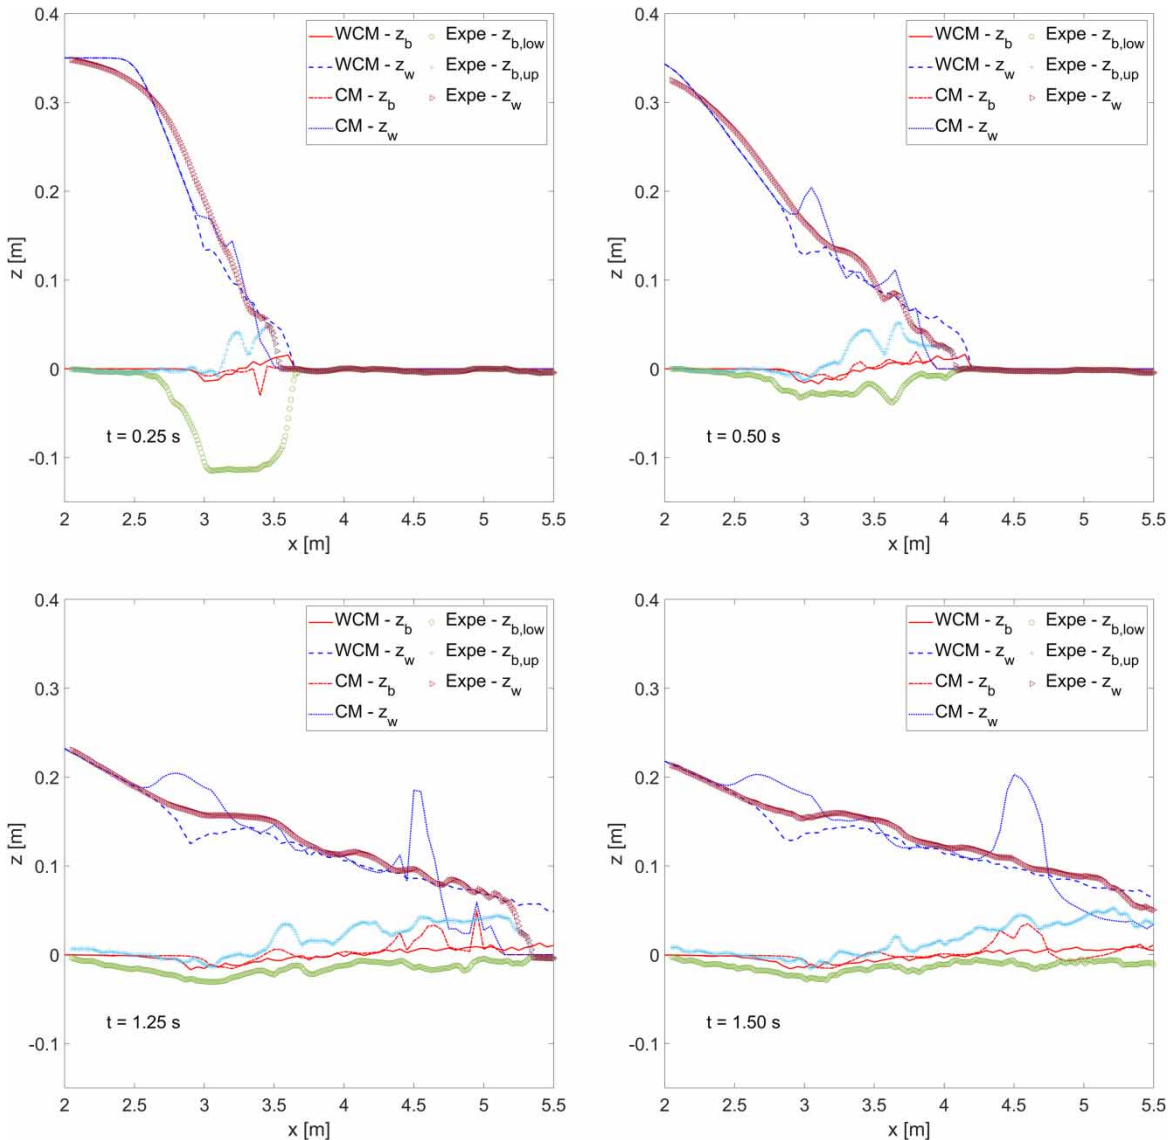 0.4
0.3
0.2
0.1
0
-0.1
z [m]
WCM - z_b
WCM - z_w
CM - z_b
CM - z_w
Expe - z_b,low
Expe - z_b,up
Expe - z_w
t = 0.25 s
2 2.5 3 3.5 4 4.5 5 5.5
x [m]
0.4
0.3
0.2
0.1
0
-0.1
z [m]
WCM - z_b
WCM - z_w
CM - z_b
CM - z_w
Expe - z_b,low
Expe - z_b,up
Expe - z_w
t = 0.50 s
2 2.5 3 3.5 4 4.5 5 5.5
x [m]
0.4
0.3
0.2
0.1
0
-0.1
z [m]
WCM - z_b
WCM - z_w
CM - z_b
CM - z_w
Expe - z_b,low
Expe - z_b,up
Expe - z_w
t = 1.25 s
2 2.5 3 3.5 4 4.5 5 5.5
x [m]
0.4
0.3
0.2
0.1
0
-0.1
z [m]
WCM - z_b
WCM - z_w
CM - z_b
CM - z_w
Expe - z_b,low
Expe - z_b,up
Expe - z_w
t = 1.50 s
2 2.5 3 3.5 4 4.5 5 5.5
x [m]